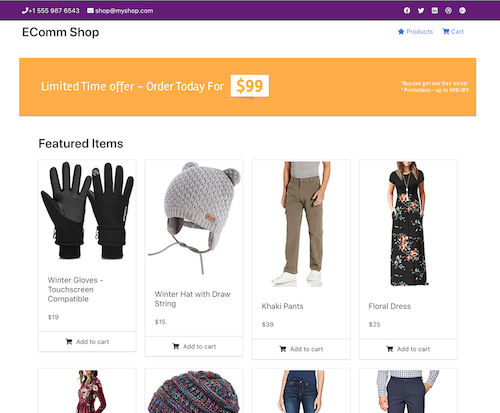 +1 555 987 6543 shop@myshop.com
EComm Shop
Products Cart
Limited Time offer – Order Today For $99
*Buy one get one free treats
* Promotions – up to 40% OFF
Featured Items
Winter Gloves -
Touchscreen
Compatible
$19
Add to cart
Winter Hat with Draw
String
$15
Add to cart
Khaki Pants
$39
Add to cart
Floral Dress
$25
Add to cart